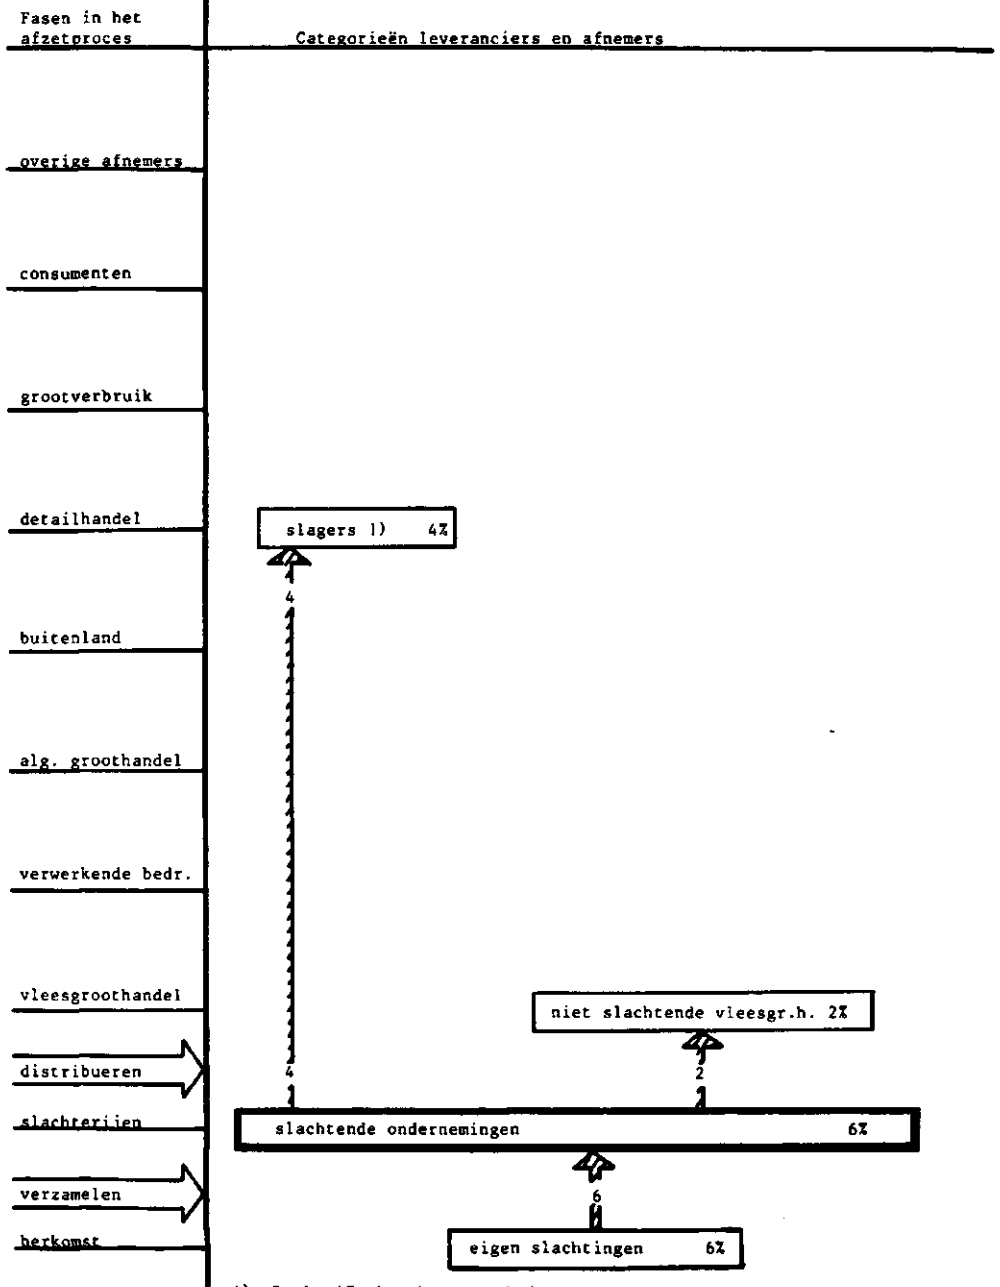 Fasen in het
afzetproces
Categorieën leveranciers en afnemers
overige afnemers
consumenten
grootverbruik
detailhandel
slagers 1) 4%
4
buitenland
alg. groothandel
verwerkende bedr.
vleesgroothandel
niet slachtende vleesgr.h. 2%
distribueren
4
2
slachterijen
slachtende ondernemingen 6%
verzamelen
6
herkomst
eigen slachtingen 6%